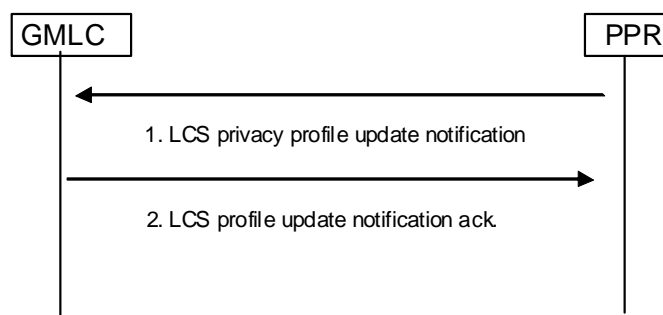 GMLC
PPR
1. LCS privacy profile update notification
2. LCS profile update notification ack.